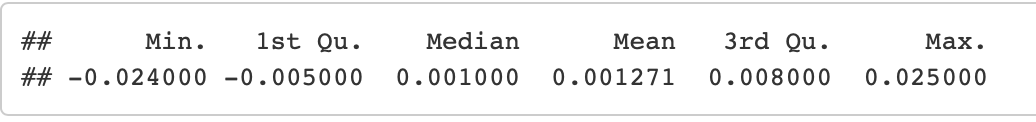 ##      Min.   1st Qu.    Median      Mean   3rd Qu.      Max.
## -0.024000 -0.005000  0.001000  0.001271  0.008000  0.025000